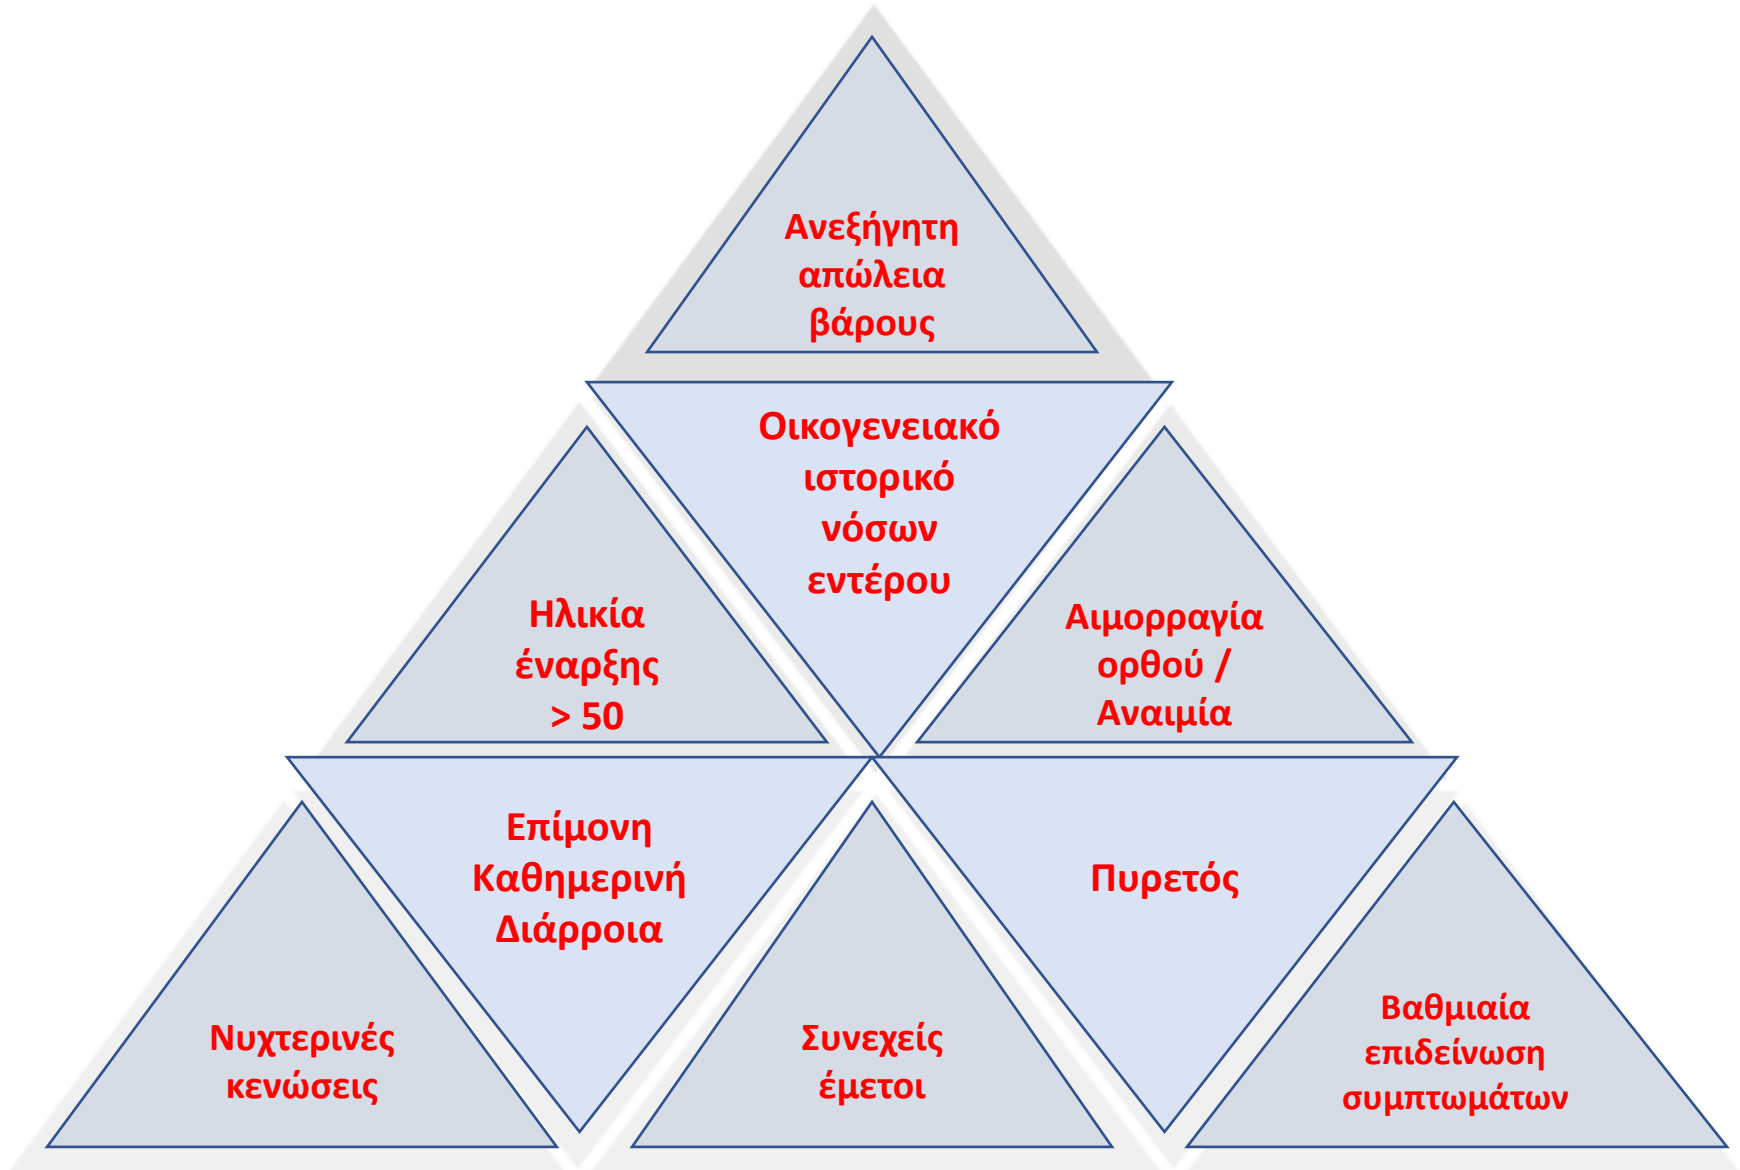 Ανεξήγητη
απώλεια
βάρους
Οικογενειακό
ιστορικό
νόσων
εντέρου
Ηλικία
έναρξης
> 50
Αιμορραγία
ορθού /
Αναιμία
Επίμονη
Καθημερινή
Διάρροια
Πυρετός
Νυχτερινές
κενώσεις
Συνεχείς
έμετοι
Βαθμιαία
επιδείνωση
συμπτωμάτων